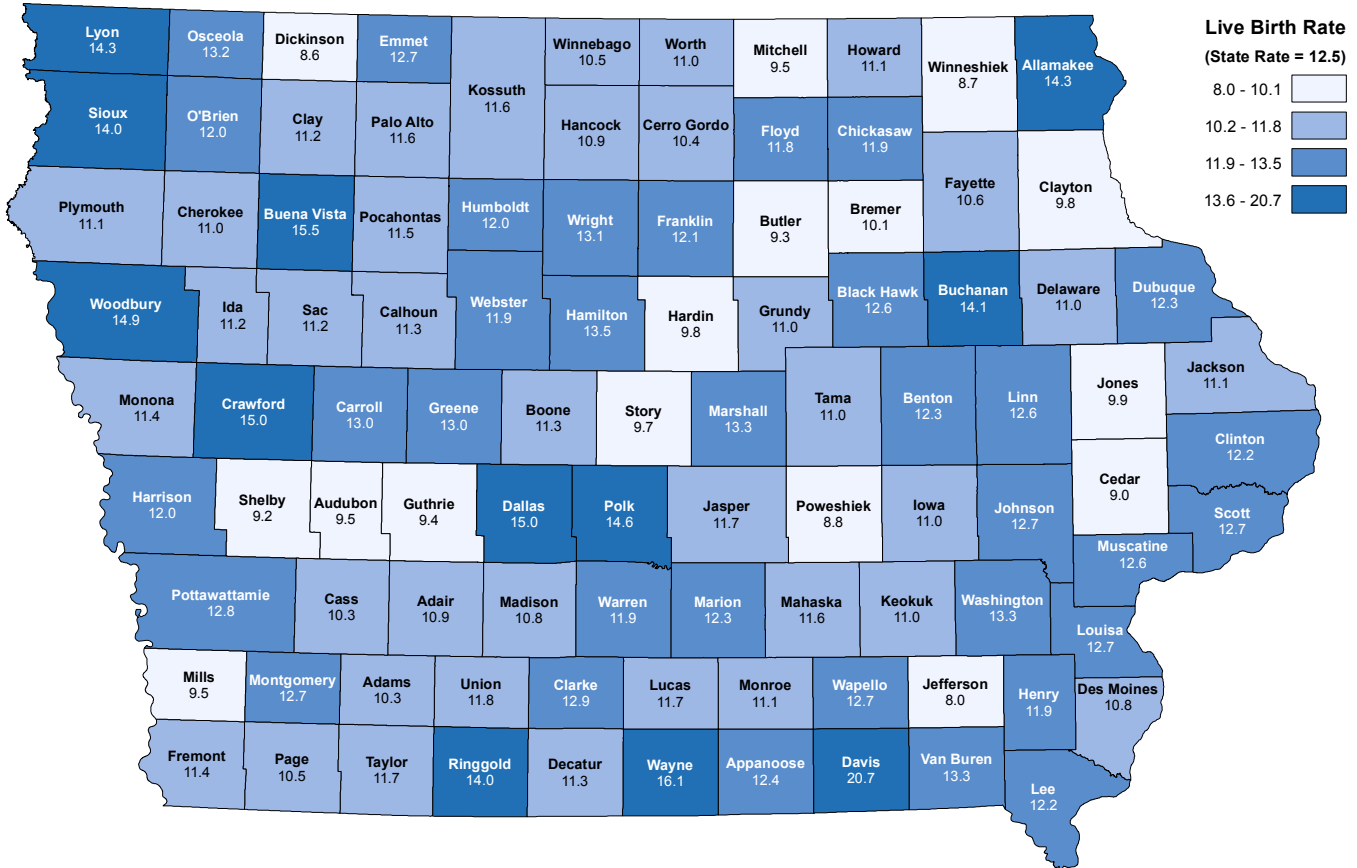 Live Birth Rate
(State Rate = 12.5)
8.0 - 10.1
10.2 - 11.8
11.9 - 13.5
13.6 - 20.7
Lyon
14.3
Osceola
13.2
Dickinson
8.6
Emmet
12.7
Kossuth
11.6
Winnebago
10.5
Worth
11.0
Mitchell
9.5
Howard
11.1
Winneshiek
8.7
Allamakee
14.3
Sioux
14.0
O'Brien
12.0
Clay
11.2
Palo Alto
11.6
Hancock
10.9
Cerro Gordo
10.4
Floyd
11.8
Chickasaw
11.9
Fayette
10.6
Clayton
9.8
Plymouth
11.1
Cherokee
11.0
Buena Vista
15.5
Pocahontas
11.5
Humboldt
12.0
Wright
13.1
Franklin
12.1
Butler
9.3
Bremer
10.1
Woodbury
14.9
Ida
11.2
Sac
11.2
Calhoun
11.3
Webster
11.9
Hamilton
13.5
Hardin
9.8
Grundy
11.0
Black Hawk
12.6
Buchanan
14.1
Delaware
11.0
Dubuque
12.3
Monona
11.4
Crawford
15.0
Carroll
13.0
Greene
13.0
Boone
11.3
Story
9.7
Marshall
13.3
Tama
11.0
Benton
12.3
Linn
12.6
Jones
9.9
Jackson
11.1
Clinton
12.2
Harrison
12.0
Shelby
9.2
Audubon
9.5
Guthrie
9.4
Dallas
15.0
Polk
14.6
Jasper
11.7
Poweshiek
8.8
Iowa
11.0
Johnson
12.7
Cedar
9.0
Scott
12.7
Muscatine
12.6
Pottawattamie
12.8
Cass
10.3
Adair
10.9
Madison
10.8
Warren
11.9
Marion
12.3
Mahaska
11.6
Keokuk
11.0
Washington
13.3
Louisa
12.7
Mills
9.5
Montgomery
12.7
Adams
10.3
Union
11.8
Clarke
12.9
Lucas
11.7
Monroe
11.1
Wapello
12.7
Jefferson
8.0
Henry
11.9
Des Moines
10.8
Fremont
11.4
Page
10.5
Taylor
11.7
Ringgold
14.0
Decatur
11.3
Wayne
16.1
Appanoose
12.4
Davis
20.7
Van Buren
13.3
Lee
12.2